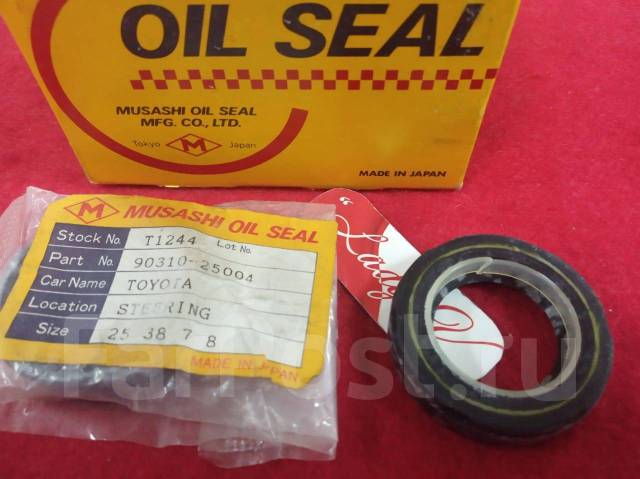 OIL SEAL
MUSASHI OIL SEAL
MFG. CO., LTD.
Tokyo M Japan
MADE IN JAPAN
M MUSASHI OIL SEAL
Stock No. T1244 Lot No.
Part No. 90310-25004
Car Name TOYOTA
Location STEERING
Size 25 38 7 8
MADE IN JAPAN
"Lady
FarPost.ru